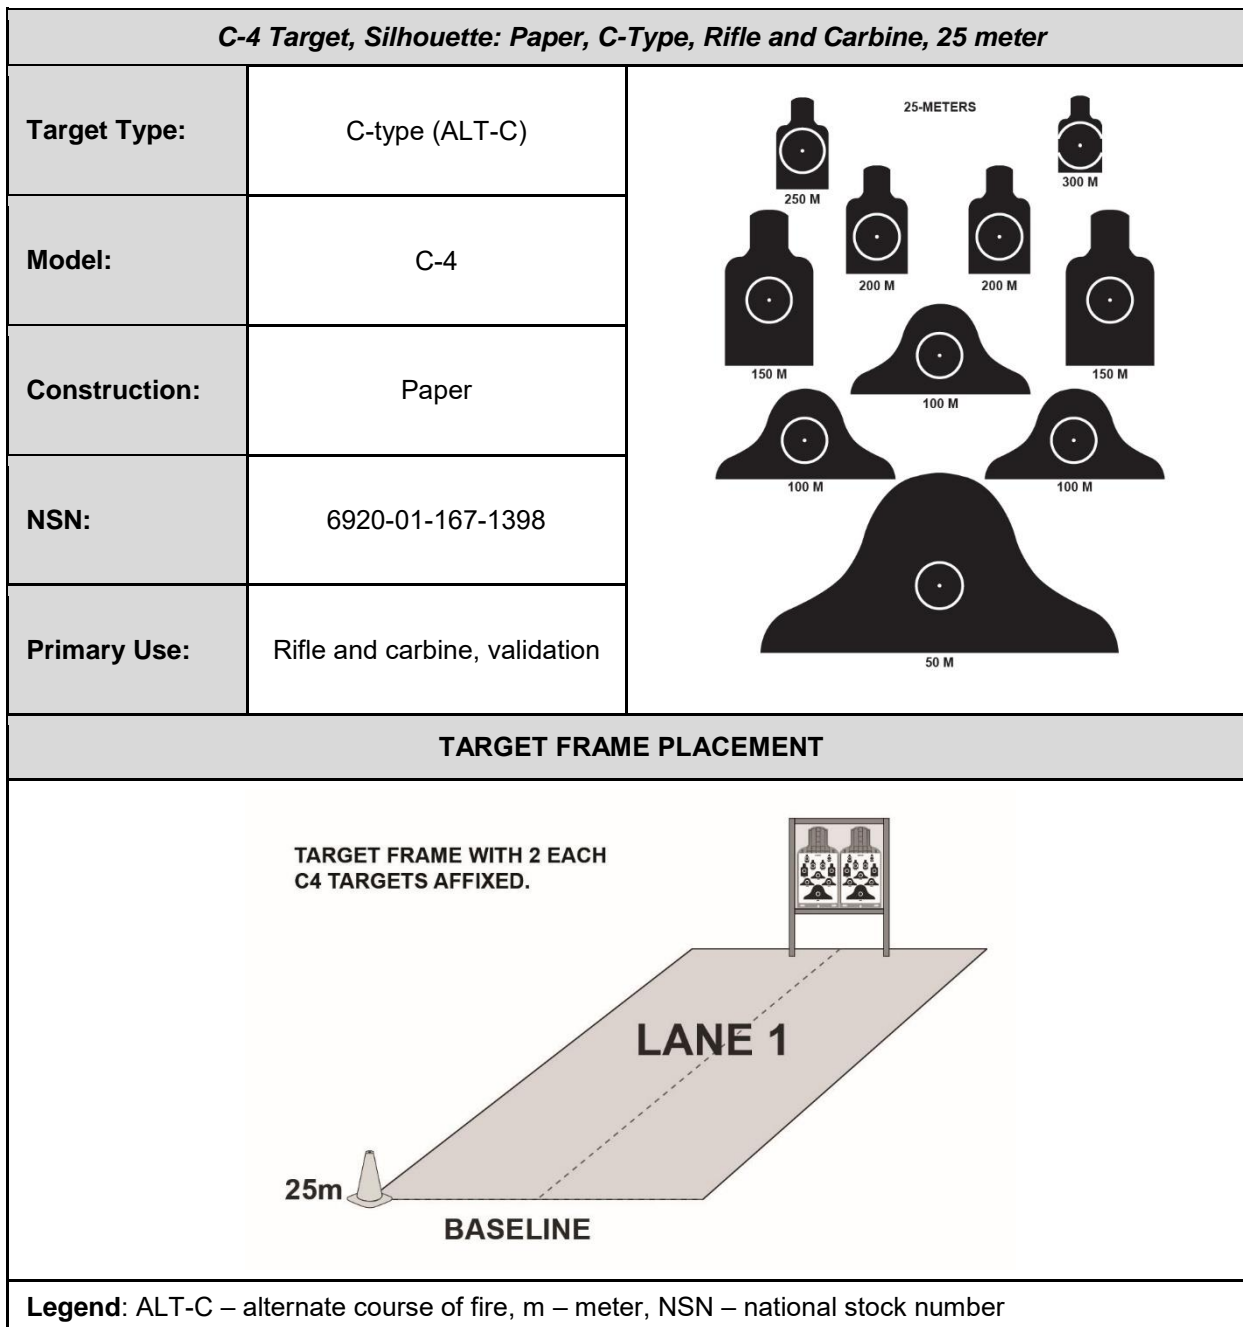 C-4 Target, Silhouette: Paper, C-Type, Rifle and Carbine, 25 meter
Target Type:
C-type (ALT-C)
Model:
C-4
Construction:
Paper
NSN:
6920-01-167-1398
Primary Use:
Rifle and carbine, validation
25-METERS
300 M
250 M
200 M
200 M
150 M
150 M
100 M
100 M
100 M
50 M
TARGET FRAME PLACEMENT
TARGET FRAME WITH 2 EACH
C4 TARGETS AFFIXED.
LANE 1
25m
BASELINE
Legend: ALT-C – alternate course of fire, m – meter, NSN – national stock number